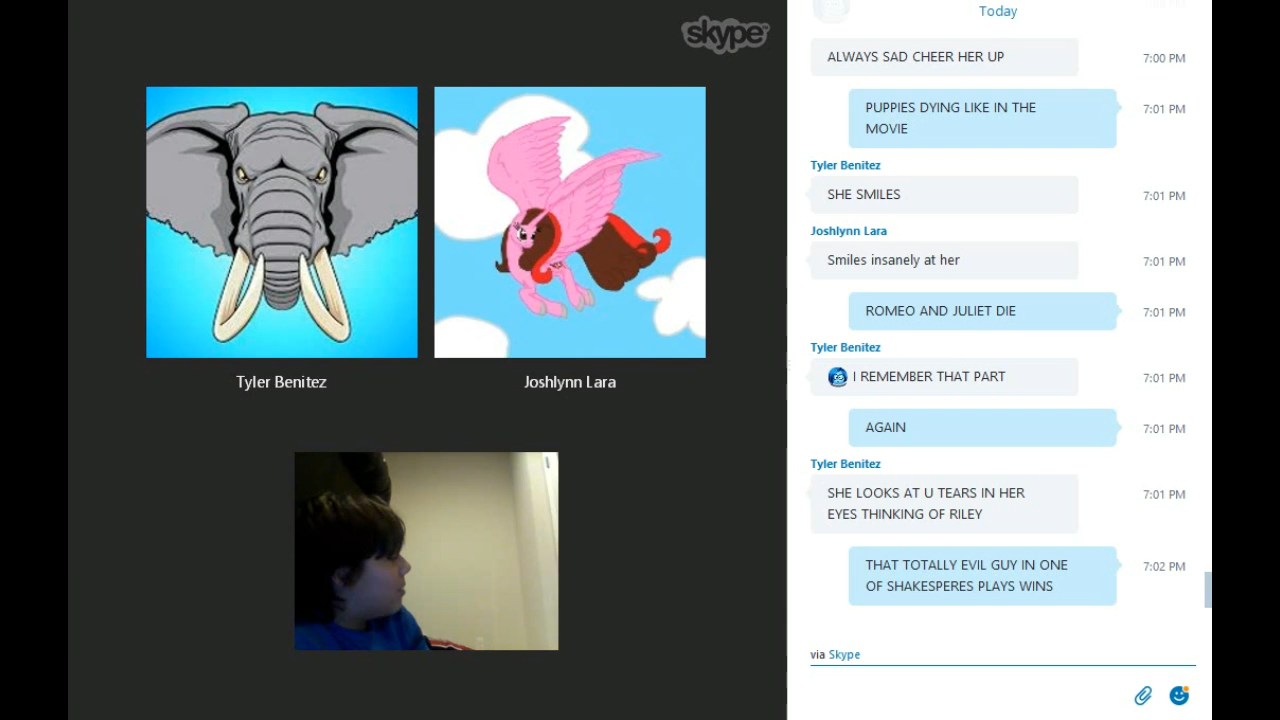 skype
Tyler Benitez
Joshlynn Lara
Today
ALWAYS SAD CHEER HER UP
7:00 PM
PUPPIES DYING LIKE IN THE
MOVIE
7:01 PM
Tyler Benitez
SHE SMILES
7:01 PM
Joshlynn Lara
Smiles insanely at her
7:01 PM
ROMEO AND JULIET DIE
7:01 PM
Tyler Benitez
I REMEMBER THAT PART
7:01 PM
AGAIN
7:01 PM
Tyler Benitez
SHE LOOKS AT U TEARS IN HER
EYES THINKING OF RILEY
7:01 PM
THAT TOTALLY EVIL GUY IN ONE
OF SHAKESPERES PLAYS WINS
7:02 PM
via Skype